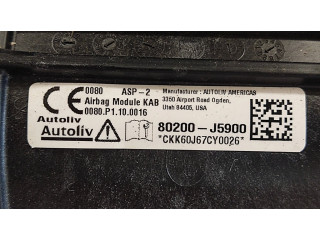 0080 ASP-2
Airbag Module KAB
0080.P1.10.0016
Manufacturer : AUTOLIV AMERICAS
3350 Airport Road Ogden,
Utah 84405, USA
Autoliv
Autoliv
80200-J5900
*CKK60J67CY0026*